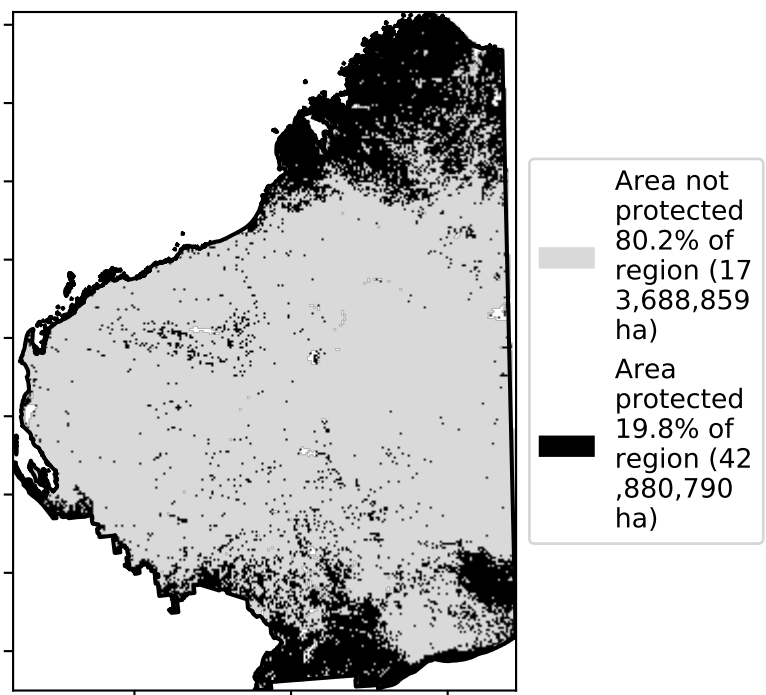 Area not
protected
80.2% of
region (17
3,688,859
ha)
Area
protected
19.8% of
region (42
,880,790
ha)